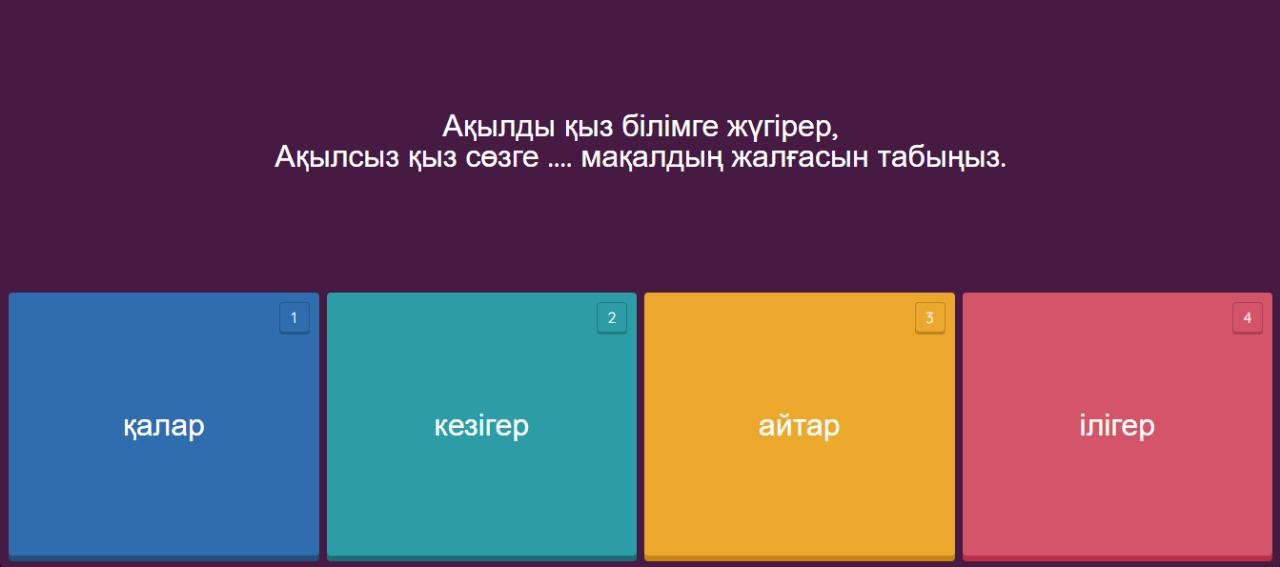 Ақылды қыз білімге жүгірер,
Ақылсыз қыз сөзге .... мақалдың жалғасын табыңыз.
1
2
3
4
қалар
кезігер
айтар
ілігер